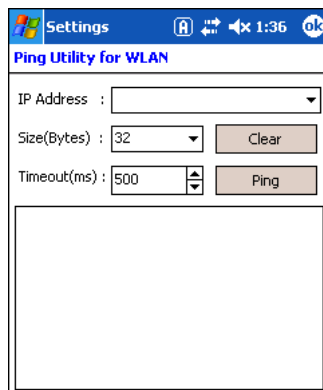 Settings A 1:36 ok
Ping Utility for WLAN
IP Address :
Size(Bytes) : 32 Clear
Timeout(ms) : 500 Ping